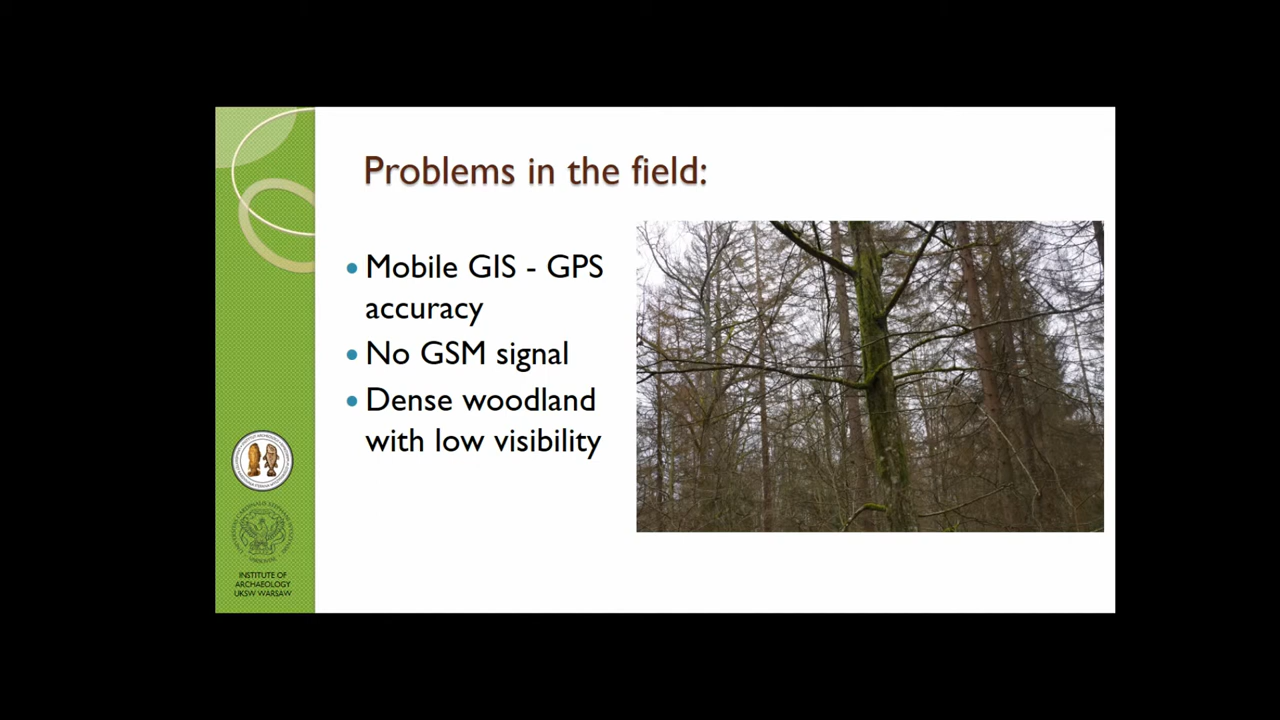 Problems in the field:
• Mobile GIS - GPS
accuracy
• No GSM signal
• Dense woodland
with low visibility
INSTITUTE OF
ARCHAEOLOGY
UKSW WARSAW